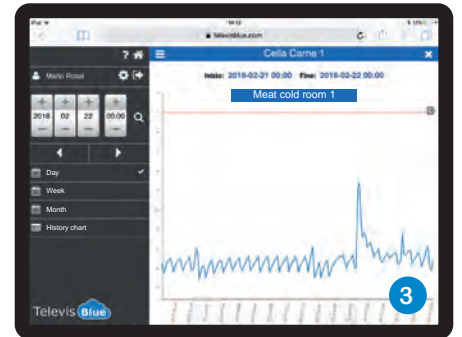 iPad
televisblue.com
? Cella Carne 1 ×
Mario Rossi
Inizio: 2016-02-21 00:00 Fine: 2016-02-22 00:00
Meat cold room 1
+ + + +
2016 02 22 00:00
— — — —
Day
Week
Month
History chart
3
Televis Blue